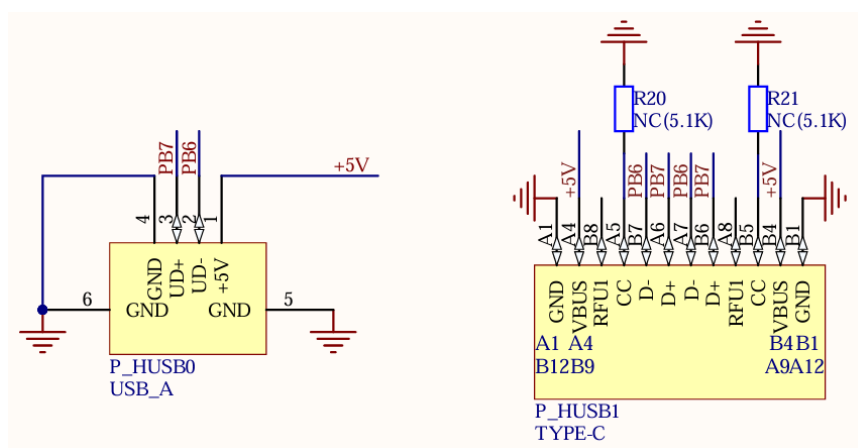 R20
NC(5.1K)
R21
NC(5.1K)
PB7
PB6
+5V
+5V
PB6
PB7
PB6
PB7
+5V
4
3
2
1
A1
A4
B8
A5
B7
A6
A7
B6
A8
B5
B4
B1
GND
UD+
UD-
+5V
GND
VBUS
RFU1
CC
D-
D+
D-
D+
RFU1
CC
VBUS
GND
6
GND
GND
5
A1 A4
B4B1
B12B9
A9A12
P_HUSB0
USB_A
P_HUSB1
TYPE-C